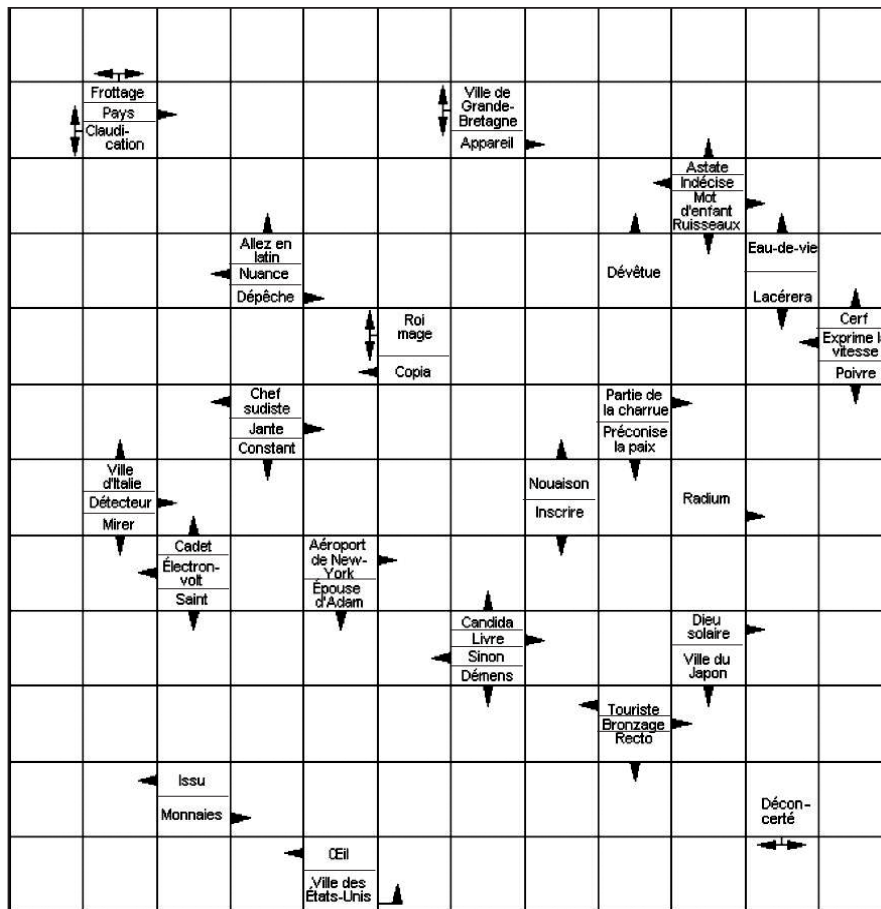 Frottage
Pays
Claudi-
cation
Ville de
Grande-
Bretagne
Appareil
Astate
Indécise
Mot
d'enfant
Ruisseaux
Allez en
latin
Nuance
Dépêche
Dévêtue
Eau-de-vie
Lacérera
Roi
mage
Copia
Cerf
Exprime la
vitesse
Poivre
Chef
sudiste
Jante
Constant
Partie de
la charrue
Préconise
la paix
Ville
d'Italie
Détecteur
Mirer
Nouaison
Inscrire
Radium
Cadet
Électron-
volt
Saint
Aéroport
de New-
York
Épouse
d'Adam
Candida
Livre
Sinon
Démens
Dieu
solaire
Ville du
Japon
Touriste
Bronzage
Recto
Issu
Monnaies
Décon-
certé
Œil
Ville des
États-Unis